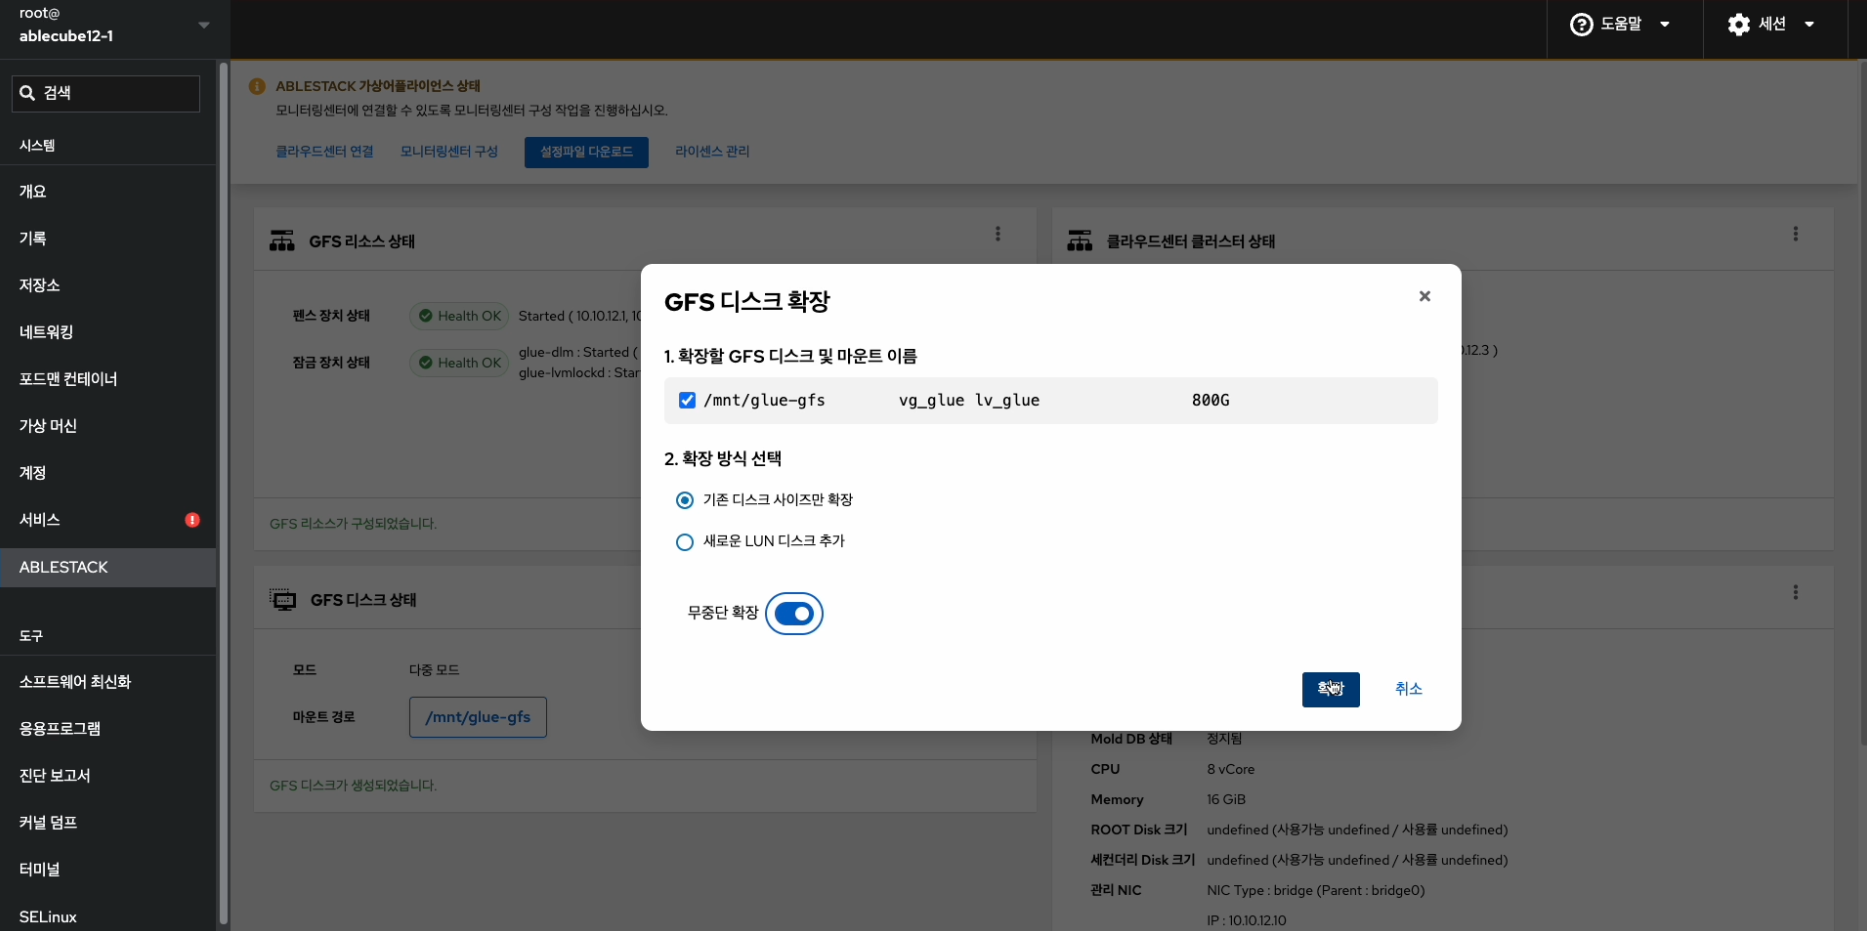 root@
ablecube12-1
도움말
세션
검색
시스템
개요
기록
저장소
네트워킹
포드맨 컨테이너
가상 머신
계정
서비스
ABLESTACK
도구
소프트웨어 최신화
응용프로그램
진단 보고서
커널 덤프
터미널
SELinux
ABLESTACK 가상어플라이언스 상태
모니터링센터에 연결할 수 있도록 모니터링센터 구성 작업을 진행하십시오.
클라우드센터 연결 모니터링센터 구성 설정파일 다운로드 라이센스 관리
GFS 리소스 상태
펜스 장치 상태 Health OK Started ( 10.10.12.1, 10
잠금 장치 상태 Health OK glue-dlm : Started (
glue-lvmlockd : Star
GFS 리소스가 구성되었습니다.
클라우드센터 클러스터 상태
.12.3 )
GFS 디스크 확장
1. 확장할 GFS 디스크 및 마운트 이름
/mnt/glue-gfs vg_glue lv_glue 800G
2. 확장 방식 선택
기존 디스크 사이즈만 확장
새로운 LUN 디스크 추가
무중단 확장
확장 취소
GFS 디스크 상태
모드 다중 모드
마운트 경로 /mnt/glue-gfs
GFS 디스크가 생성되었습니다.
Mold DB 상태 정지됨
CPU 8 vCore
Memory 16 GiB
ROOT Disk 크기 undefined (사용가능 undefined / 사용률 undefined)
세컨더리 Disk 크기 undefined (사용가능 undefined / 사용률 undefined)
관리 NIC NIC Type : bridge (Parent : bridge0)
IP : 10.10.12.10